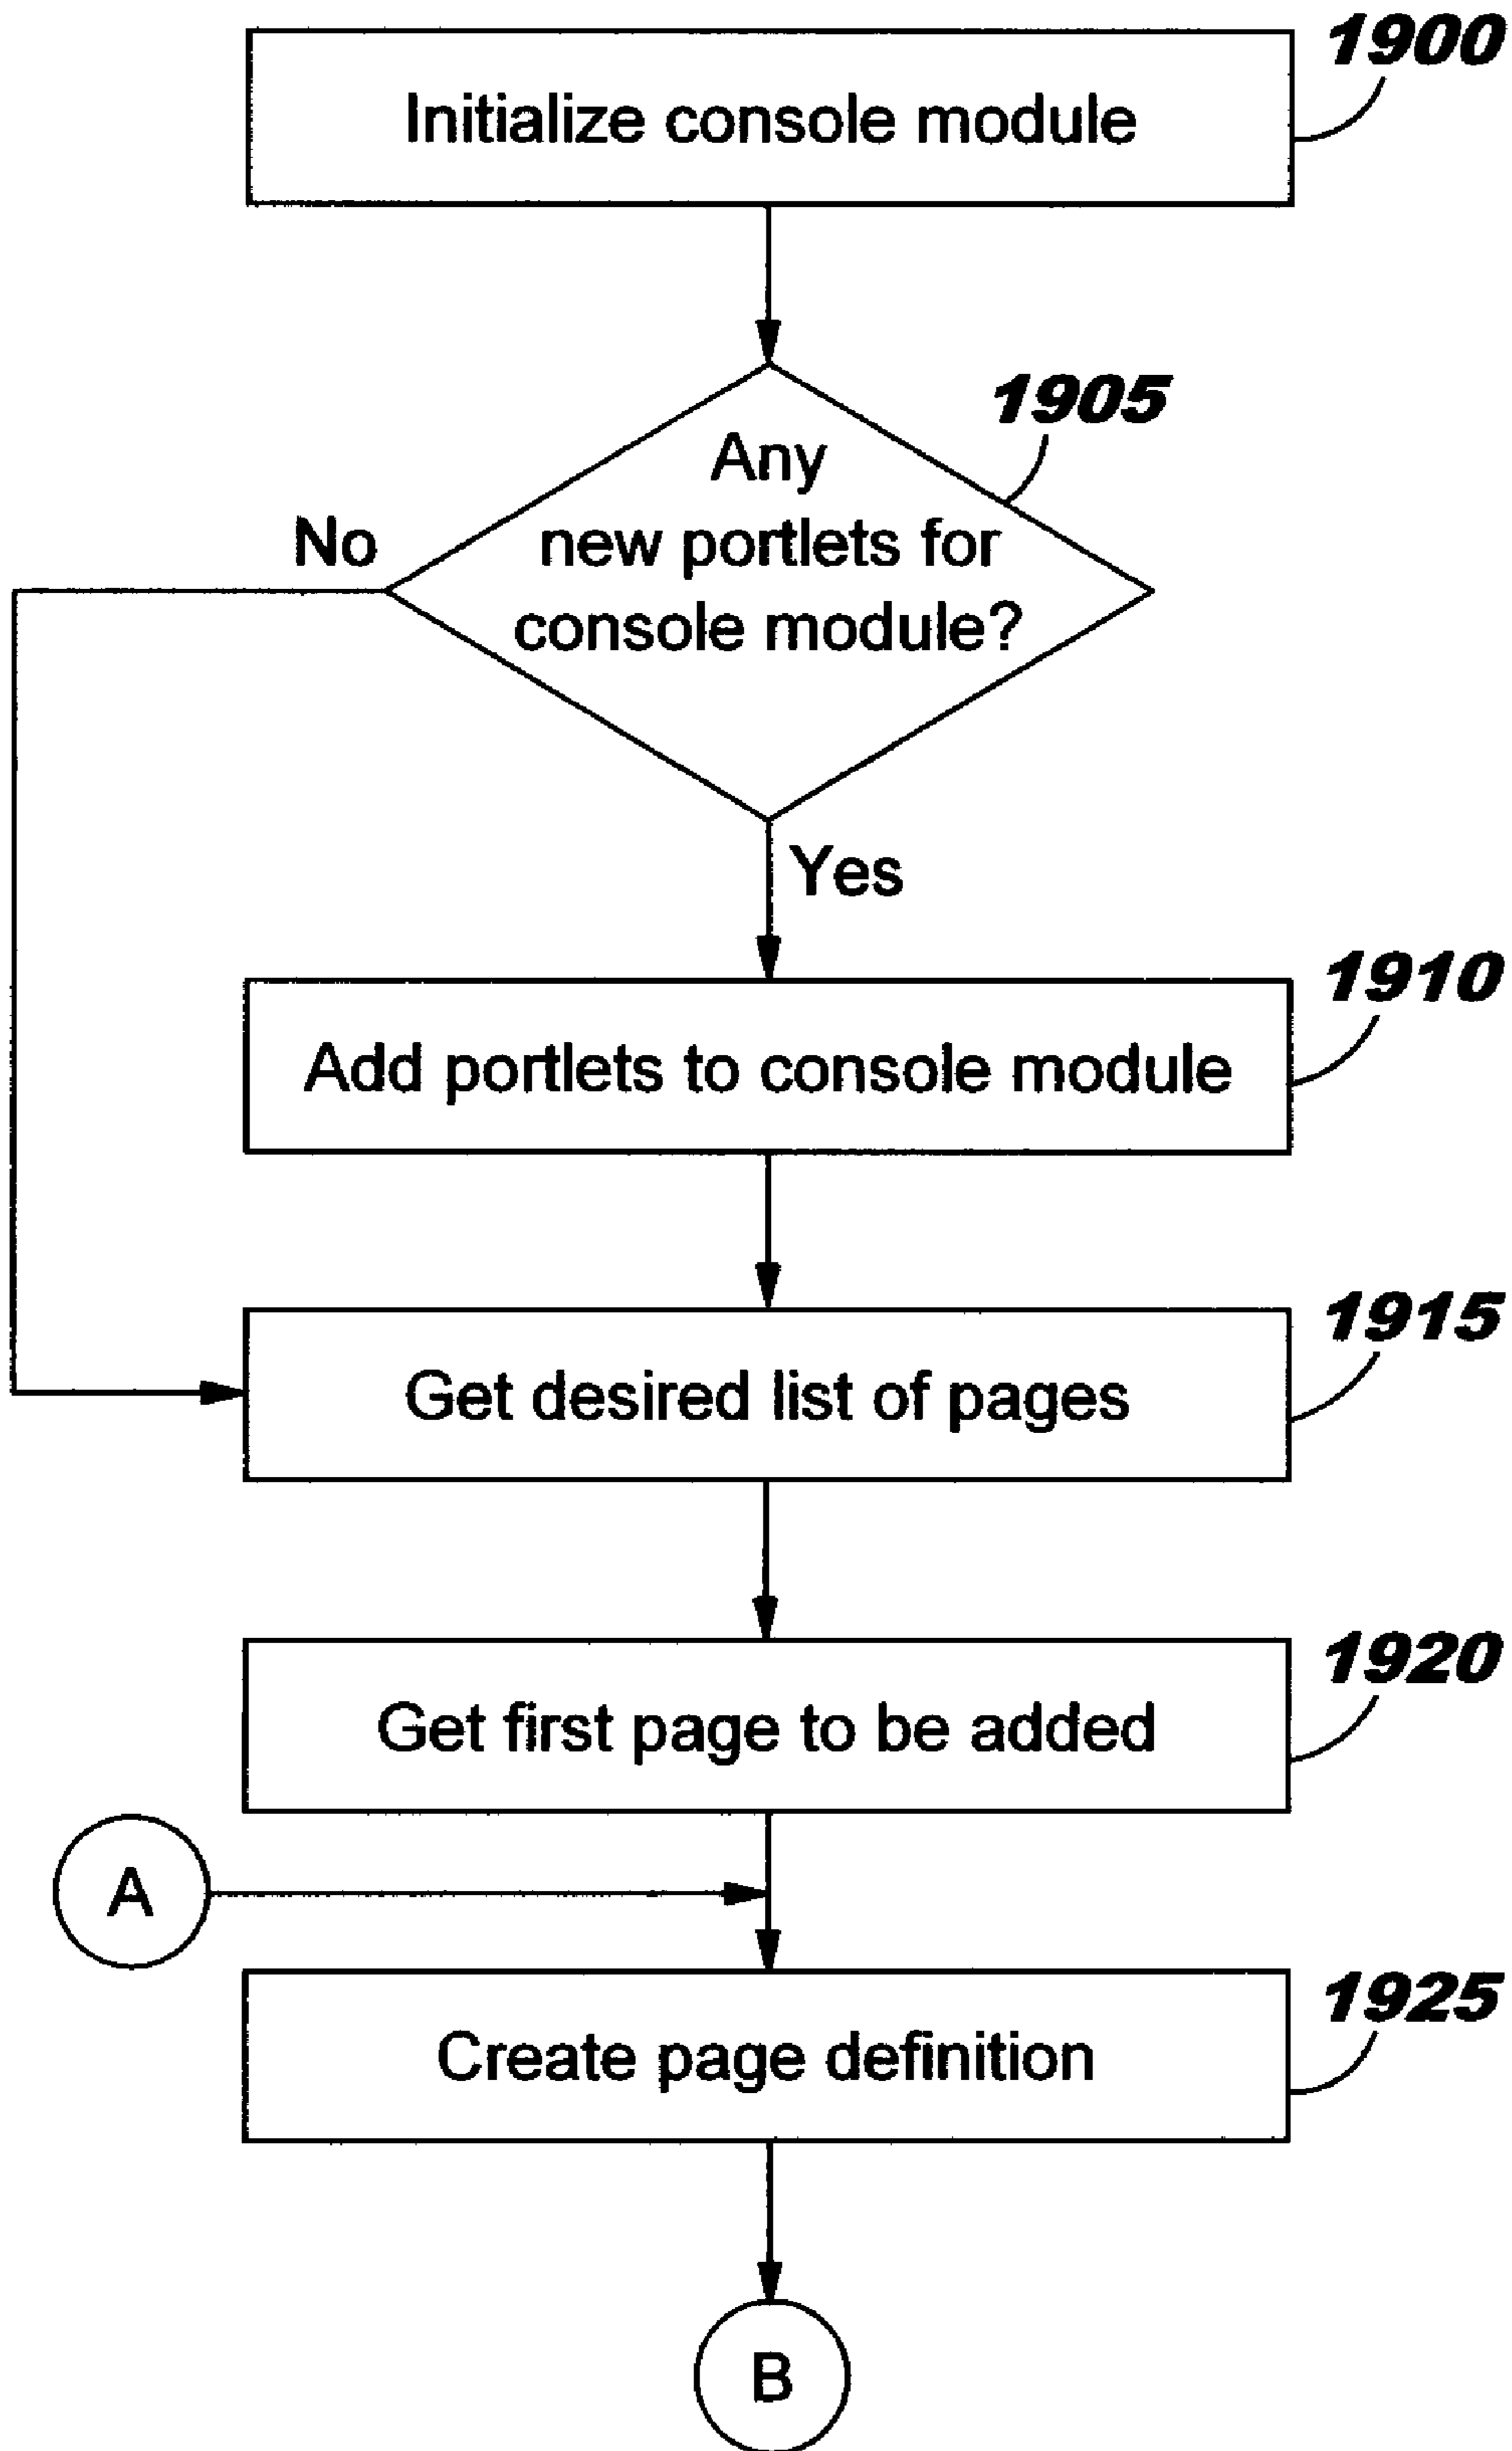 1900
Initialize console module
1905
Any
new portlets for
console module?
No
Yes
1910
Add portlets to console module
1915
Get desired list of pages
1920
Get first page to be added
A
1925
Create page definition
B